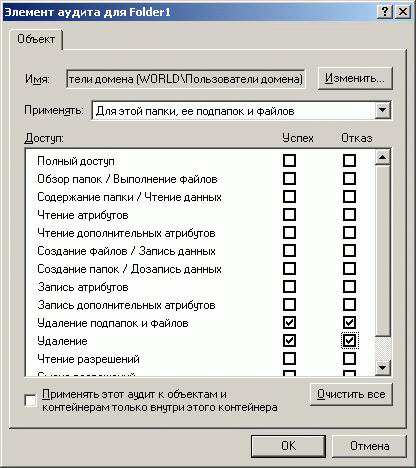 Элемент аудита для Folder1
Объект
Имя: тели домена (WORLD\Пользователи домена) Изменить...
Применять: Для этой папки, ее подпапок и файлов
Доступ: Успех Отказ
Полный доступ
Обзор папок / Выполнение файлов
Содержание папки / Чтение данных
Чтение атрибутов
Чтение дополнительных атрибутов
Создание файлов / Запись данных
Создание папок / Дозапись данных
Запись атрибутов
Запись дополнительных атрибутов
Удаление подпапок и файлов
Удаление
Чтение разрешений
Применять этот аудит к объектам и
контейнерам только внутри этого контейнера
Очистить все
ОК
Отмена